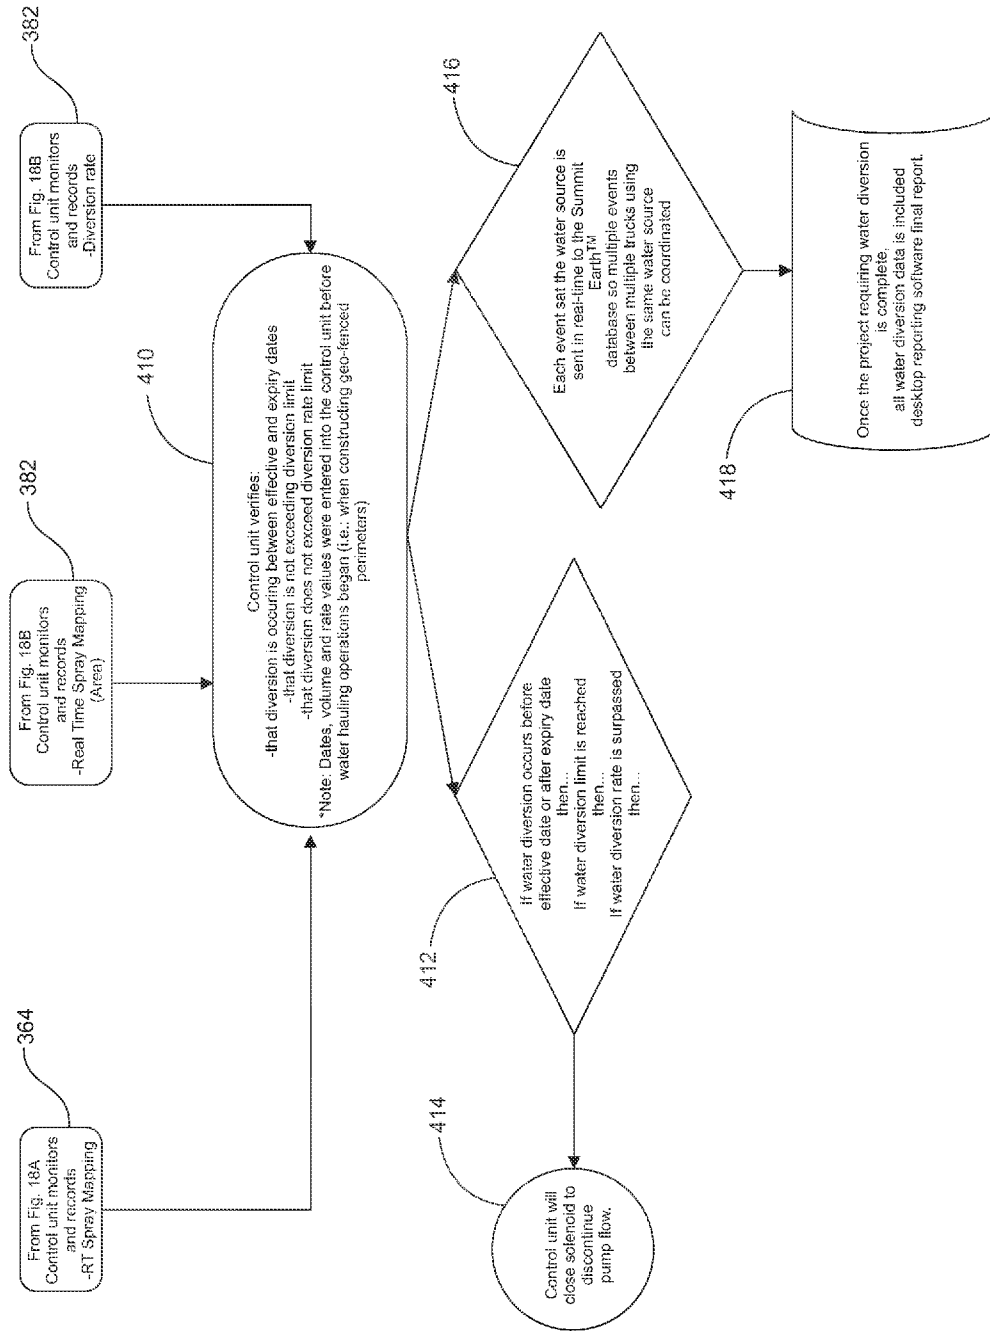 From Fig. 18A
Control unit monitors
and records
-RT Spray Mapping
364
From Fig. 18B
Control unit monitors
and records
-Real Time Spray Mapping
(Area)
382
From Fig. 18B
Control unit monitors
and records
-Diversion rate
382
Control unit verifies:
-that diversion is occuring between effective and expiry dates
-that diversion is not exceeding diversion limit
-that diversion does not exceed diversion rate limit
*Note: Dates, volume and rate values were entered into the control unit before
water hauling operations began (i.e.: when constructing geo-fenced
perimeters)
410
If water diversion occurs before
effective date or after expiry date
then...
If water diversion limit is reached
then...
If water diversion rate is surpassed
then...
412
Control unit will
close solenoid to
discontinue
pump flow.
414
Each event sat the water source is
sent in real-time to the Summit
Earth™
database so multiple events
between multiple trucks using
the same water source
can be coordinated
416
Once the project requiring water diversion
is complete,
all water diversion data is included
desktop reporting software final report.
418